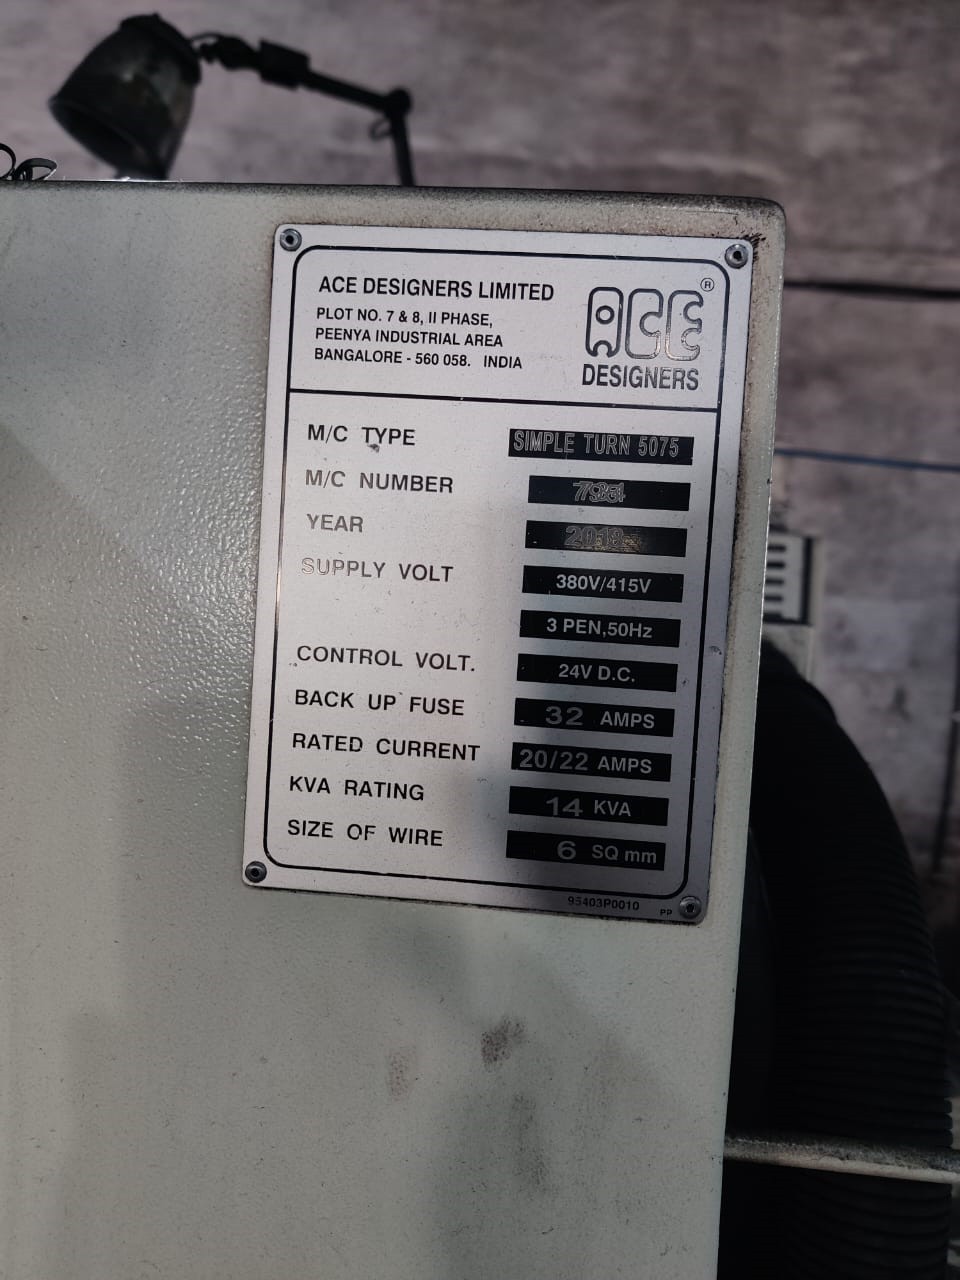 ACE DESIGNERS LIMITED
PLOT NO. 7 & 8, II PHASE,
PEENYA INDUSTRIAL AREA
BANGALORE - 560 058. INDIA
ACE ®
DESIGNERS
M/C TYPE SIMPLE TURN 5075
M/C NUMBER
YEAR
SUPPLY VOLT 380V/415V
3 PEN,50Hz
CONTROL VOLT. 24V D.C.
BACK UP FUSE 32 AMPS
RATED CURRENT 20/22 AMPS
KVA RATING 14 KVA
SIZE OF WIRE 6 SQ mm
95403P0010 PP